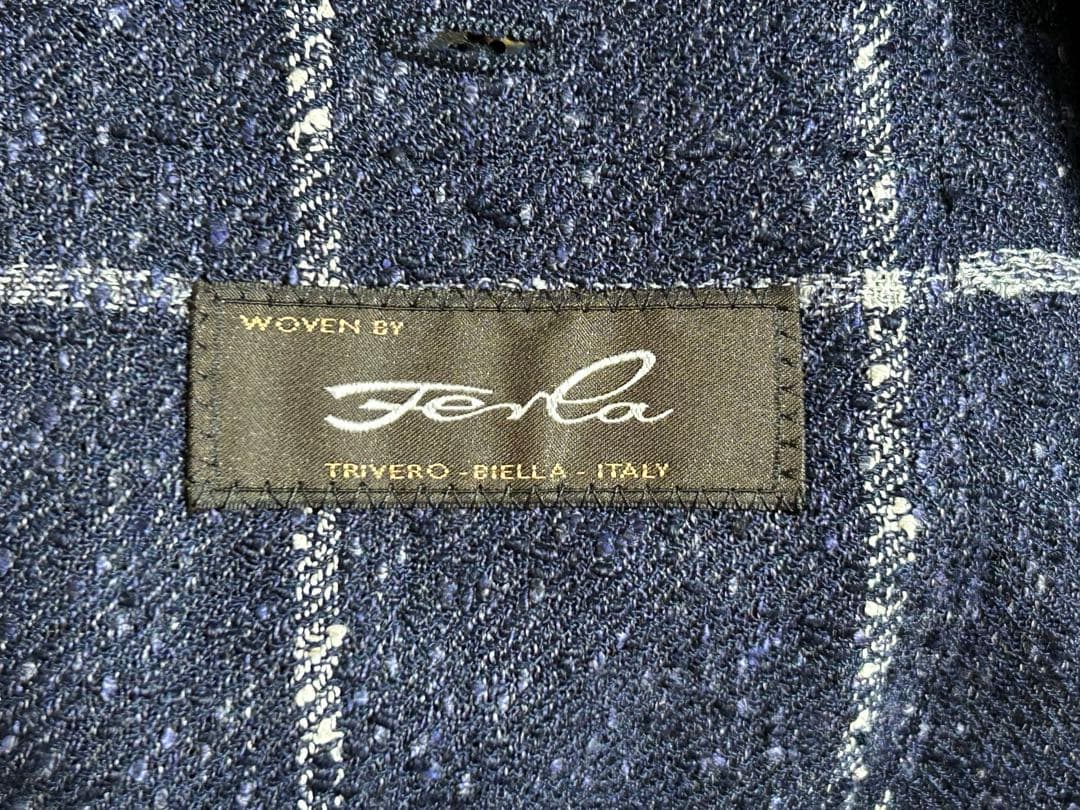 WOVEN BY
Ferla
TRIVERO - BIELLA - ITALY